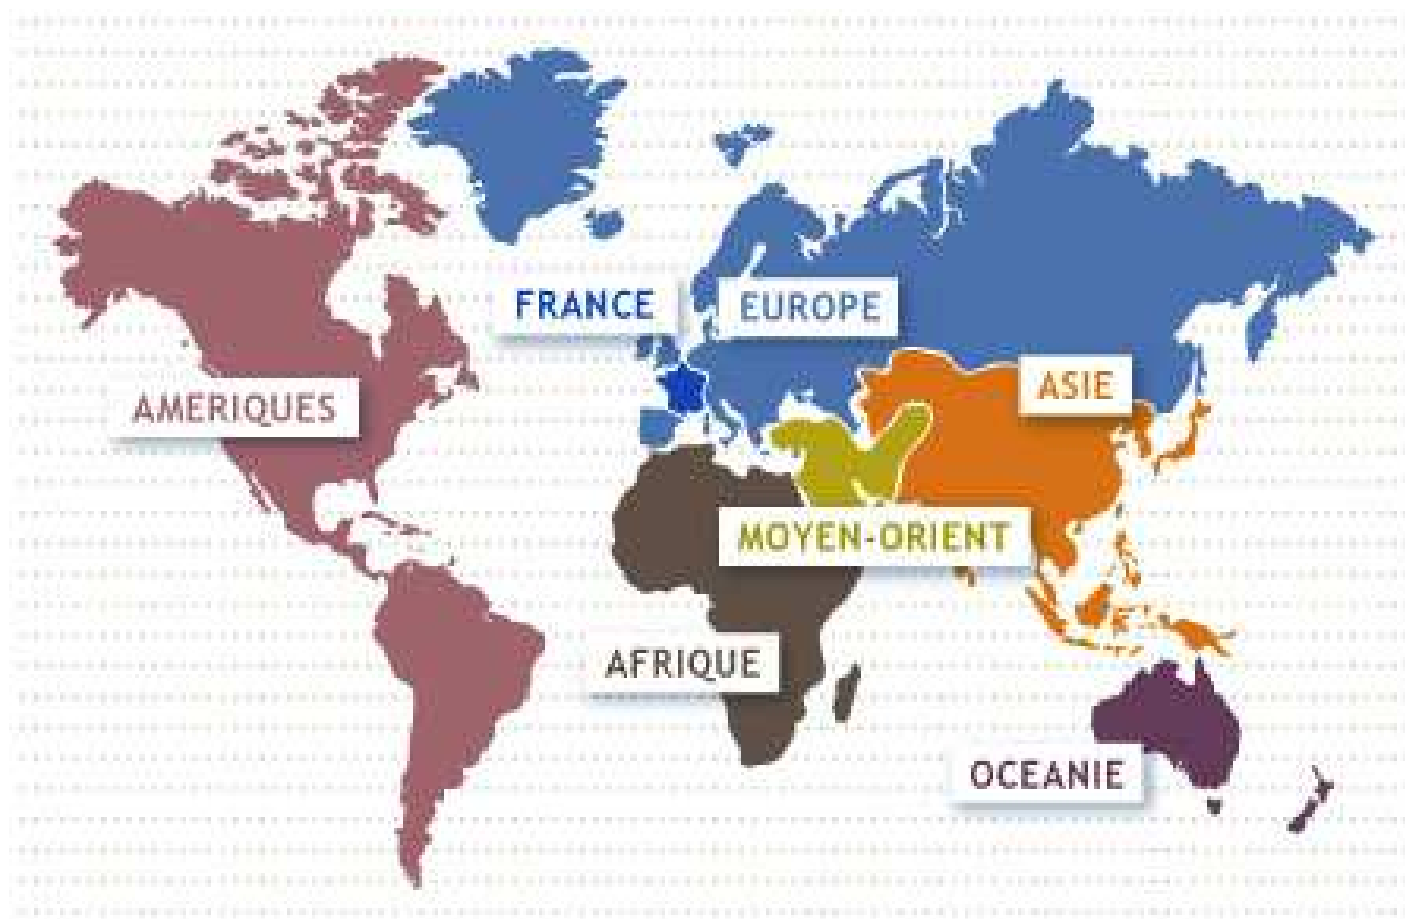 FRANCE
EUROPE
ASIE
AMERIQUES
MOYEN-ORIENT
AFRIQUE
OCEANIE